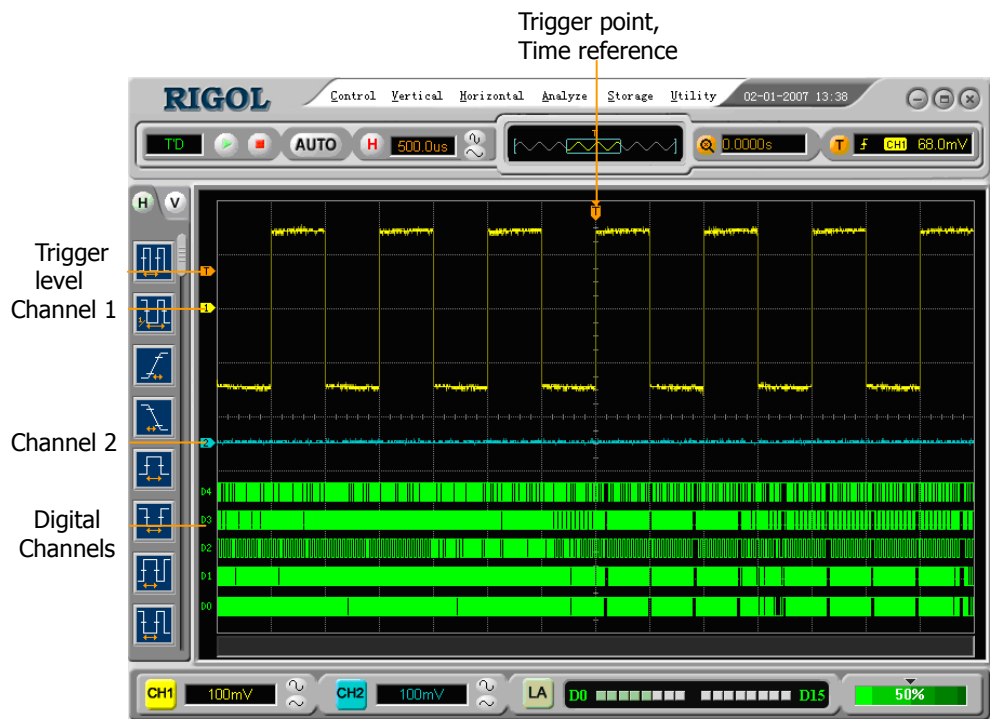 Trigger point,
Time reference
RIGOL
Control Vertical Horizontal Analyze Storage Utility 02-01-2007 13:38
T'D AUTO H 500.0us T 0.0000s T CH1 68.0mV
H V
T
Trigger
level
T
Channel 1
1
Channel 2
2
D4
Digital
Channels
D3
D2
D1
D0
CH1 100mV CH2 100mV LA D0 D15 50%